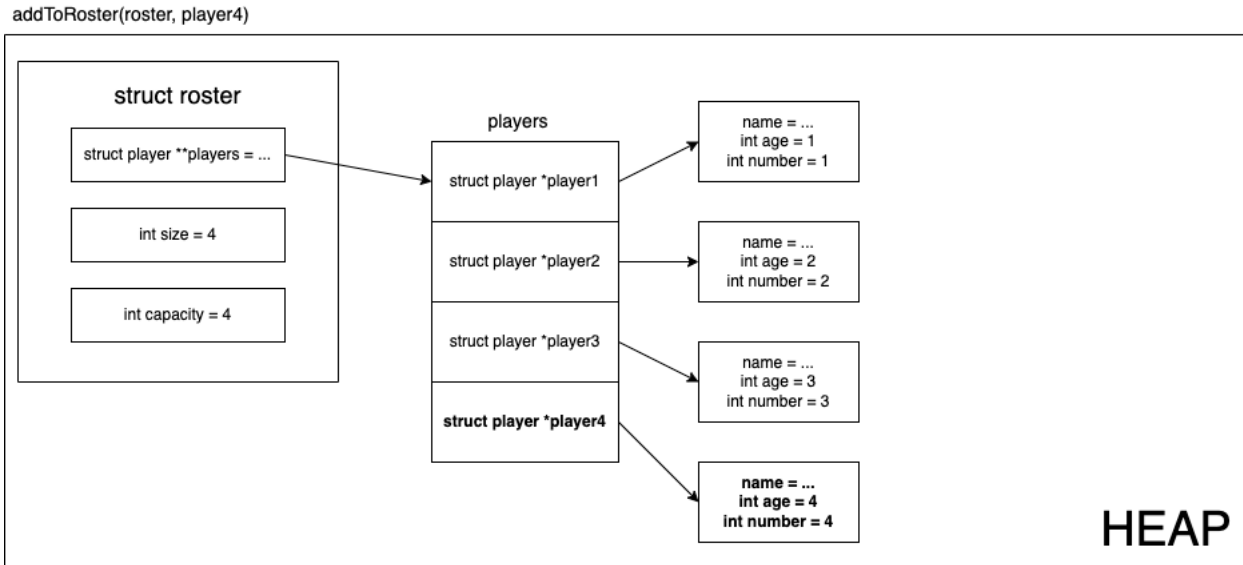 addToRoster(roster, player4)
struct roster
struct player **players = ...
int size = 4
int capacity = 4
players
struct player *player1
struct player *player2
struct player *player3
struct player *player4
name = ...
int age = 1
int number = 1
name = ...
int age = 2
int number = 2
name = ...
int age = 3
int number = 3
name = ...
int age = 4
int number = 4
HEAP